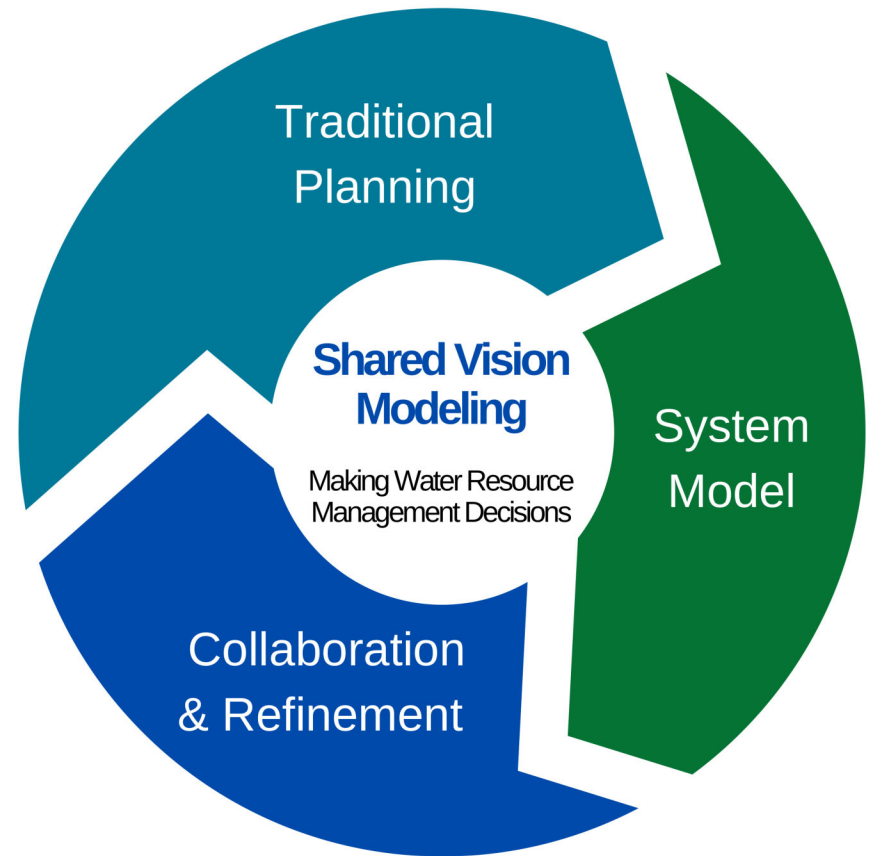 Traditional
Planning
Shared Vision
Modeling
Making Water Resource
Management Decisions
System
Model
Collaboration
& Refinement